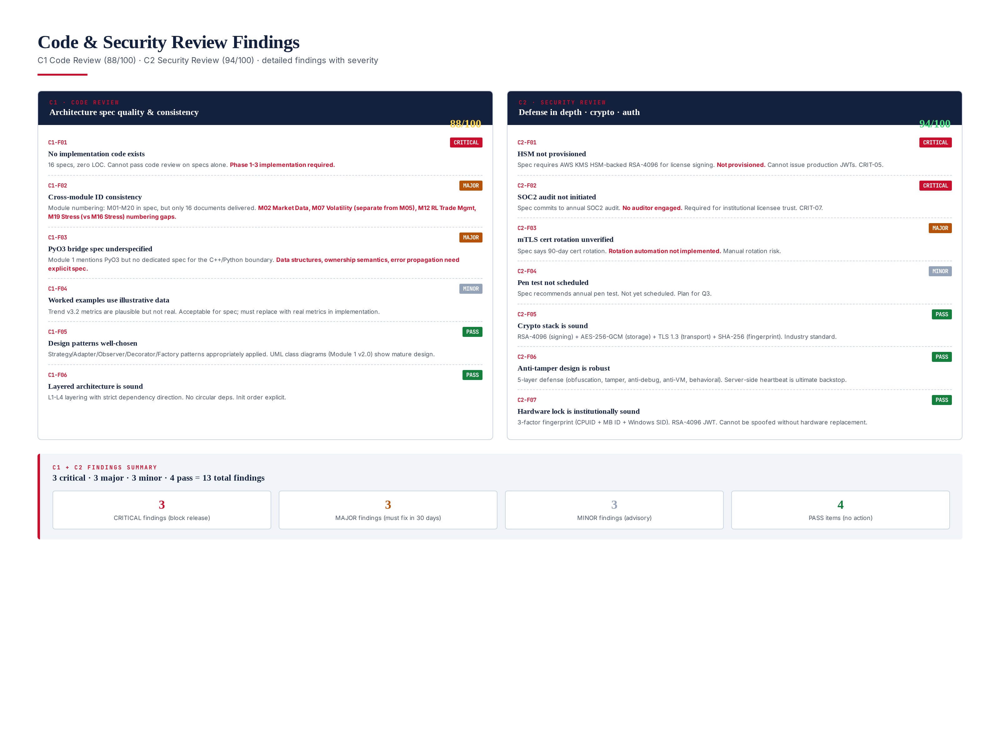 Code & Security Review Findings
C1 Code Review (88/100) · C2 Security Review (94/100) · detailed findings with severity
C1 · CODE REVIEW
Architecture spec quality & consistency
88/100
C1-F01
CRITICAL
No implementation code exists
16 specs, zero LOC. Cannot pass code review on specs alone. Phase 1-3 implementation required.
C1-F02
MAJOR
Cross-module ID consistency
Module numbering: M01-M20 in spec, but only 16 documents delivered. M02 Market Data, M07 Volatility (separate from M05), M12 RL Trade Mgmt,
M19 Stress (vs M16 Stress) numbering gaps.
C1-F03
MAJOR
PyO3 bridge spec underspecified
Module 1 mentions PyO3 but no dedicated spec for the C++/Python boundary. Data structures, ownership semantics, error propagation need
explicit spec.
C1-F04
MINOR
Worked examples use illustrative data
Trend v3.2 metrics are plausible but not real. Acceptable for spec; must replace with real metrics in implementation.
C1-F05
PASS
Design patterns well-chosen
Strategy/Adapter/Observer/Decorator/Factory patterns appropriately applied. UML class diagrams (Module 1 v2.0) show mature design.
C1-F06
PASS
Layered architecture is sound
L1-L4 layering with strict dependency direction. No circular deps. Init order explicit.
C2 · SECURITY REVIEW
Defense in depth · crypto · auth
94/100
C2-F01
CRITICAL
HSM not provisioned
Spec requires AWS KMS HSM-backed RSA-4096 for license signing. Not provisioned. Cannot issue production JWTs. CRIT-05.
C2-F02
CRITICAL
SOC2 audit not initiated
Spec commits to annual SOC2 audit. No auditor engaged. Required for institutional licensee trust. CRIT-07.
C2-F03
MAJOR
mTLS cert rotation unverified
Spec says 90-day cert rotation. Rotation automation not implemented. Manual rotation risk.
C2-F04
MINOR
Pen test not scheduled
Spec recommends annual pen test. Not yet scheduled. Plan for Q3.
C2-F05
PASS
Crypto stack is sound
RSA-4096 (signing) + AES-256-GCM (storage) + TLS 1.3 (transport) + SHA-256 (fingerprint). Industry standard.
C2-F06
PASS
Anti-tamper design is robust
5-layer defense (obfuscation, tamper, anti-debug, anti-VM, behavioral). Server-side heartbeat is ultimate backstop.
C2-F07
PASS
Hardware lock is institutionally sound
3-factor fingerprint (CPUID + MB ID + Windows SID). RSA-4096 JWT. Cannot be spoofed without hardware replacement.
C1 + C2 FINDINGS SUMMARY
3 critical · 3 major · 3 minor · 4 pass = 13 total findings
3
CRITICAL findings (block release)
3
MAJOR findings (must fix in 30 days)
3
MINOR findings (advisory)
4
PASS items (no action)